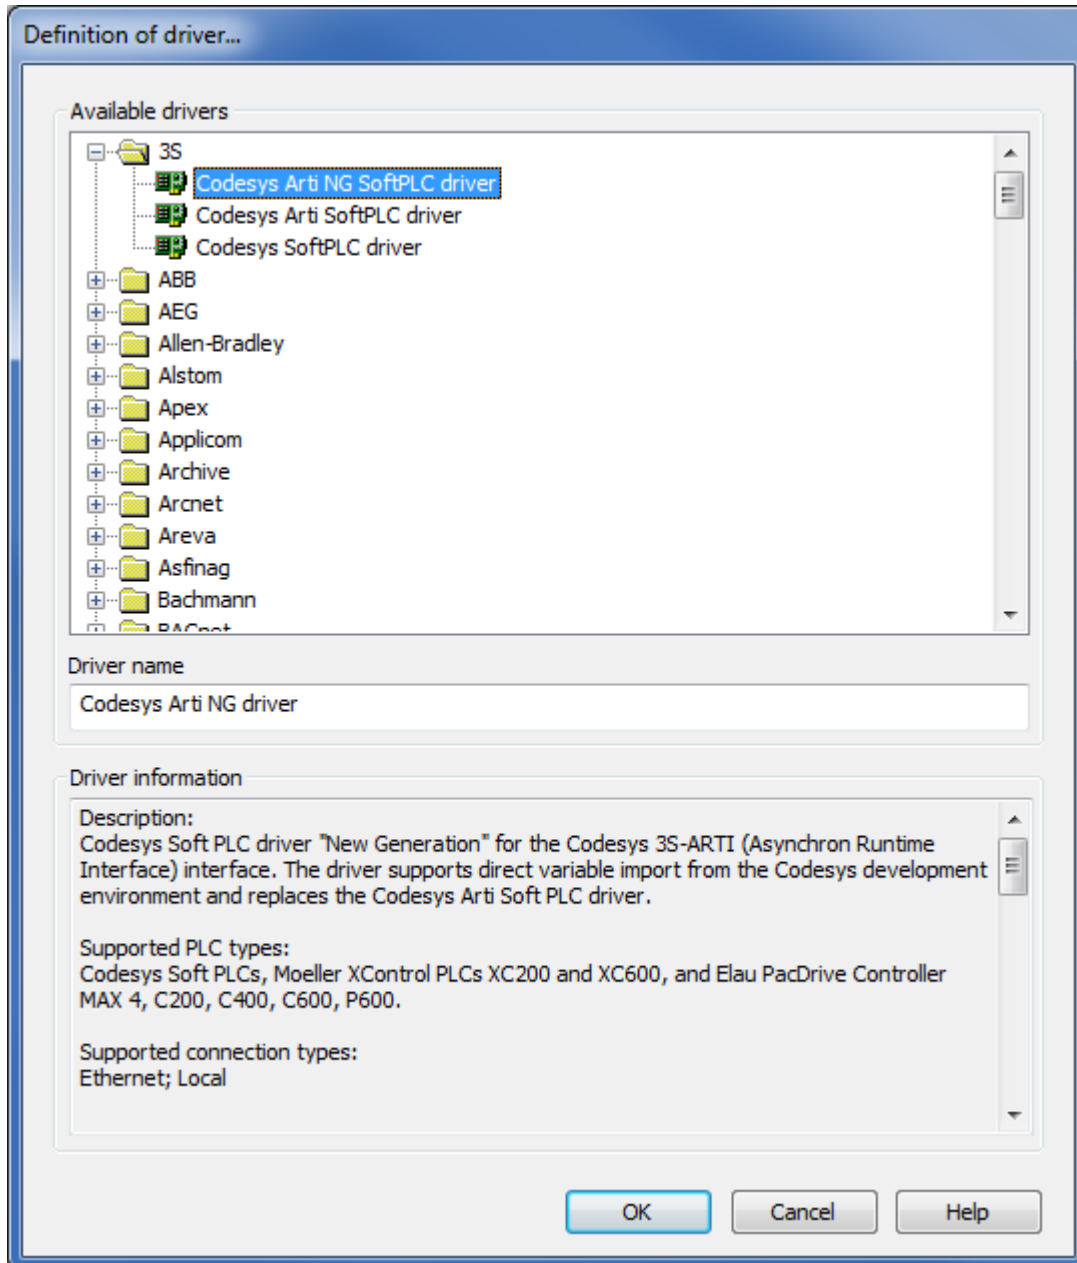 Definition of driver...
Available drivers
3S
Codesys Arti NG SoftPLC driver
Codesys Arti SoftPLC driver
Codesys SoftPLC driver
ABB
AEG
Allen-Bradley
Alstom
Apex
Applicom
Archive
Arcnet
Areva
Asfinag
Bachmann
BACnet
Driver name
Codesys Arti NG driver
Driver information
Description:
Codesys Soft PLC driver "New Generation" for the Codesys 3S-ARTI (Asynchron Runtime
Interface) interface. The driver supports direct variable import from the Codesys development
environment and replaces the Codesys Arti Soft PLC driver.
Supported PLC types:
Codesys Soft PLCs, Moeller XControl PLCs XC200 and XC600, and Elau PacDrive Controller
MAX 4, C200, C400, C600, P600.
Supported connection types:
Ethernet; Local
OK Cancel Help